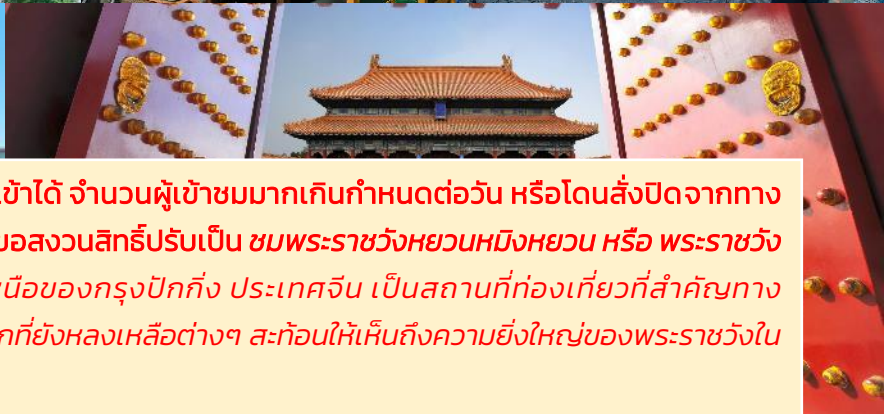 ข้าได้ จำนวนผู้เข้าชมมากเกินกำหนดต่อวัน หรือโดนสั่งปิดจากทาง
ขอสงวนสิทธิ์ปรับเป็น ชมพระราชวังหยวนหมิงหยวน หรือ พระราชวัง
นือของกรุงปักกิ่ง ประเทศจีน เป็นสถานที่ท่องเที่ยวที่สำคัญทาง
กที่ยังหลงเหลือต่างๆ สะท้อนให้เห็นถึงความยิ่งใหญ่ของพระราชวังใน